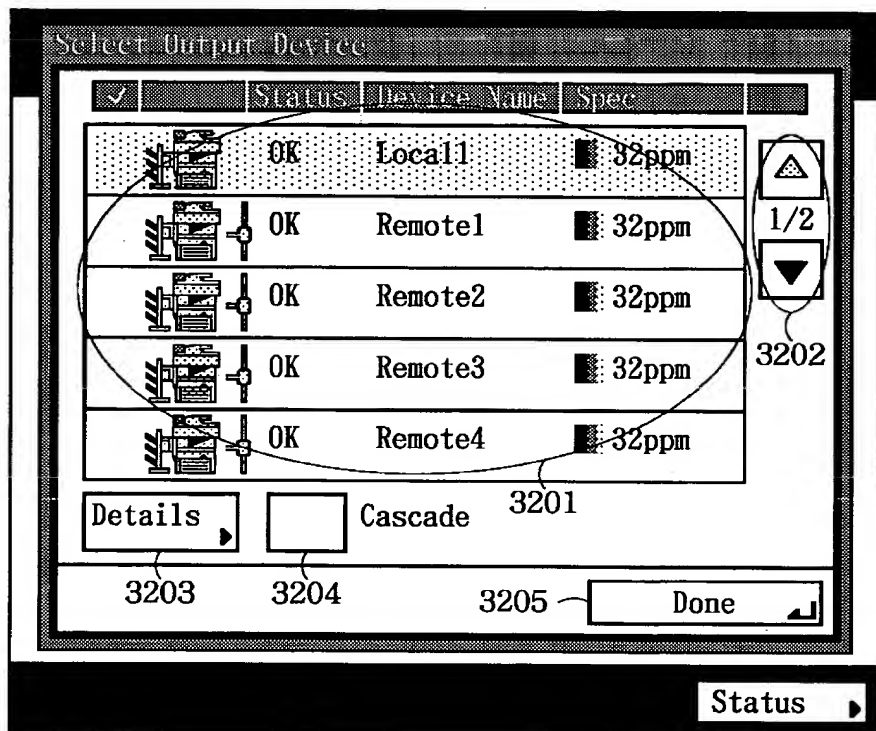 Select Output Device
✓ Status Device Name Spec
OK Local1 32ppm
OK Remote1 32ppm
OK Remote2 32ppm
OK Remote3 32ppm
OK Remote4 32ppm
1/2
3202
3201
Details
Cascade
3203
3204
3205
Done
Status